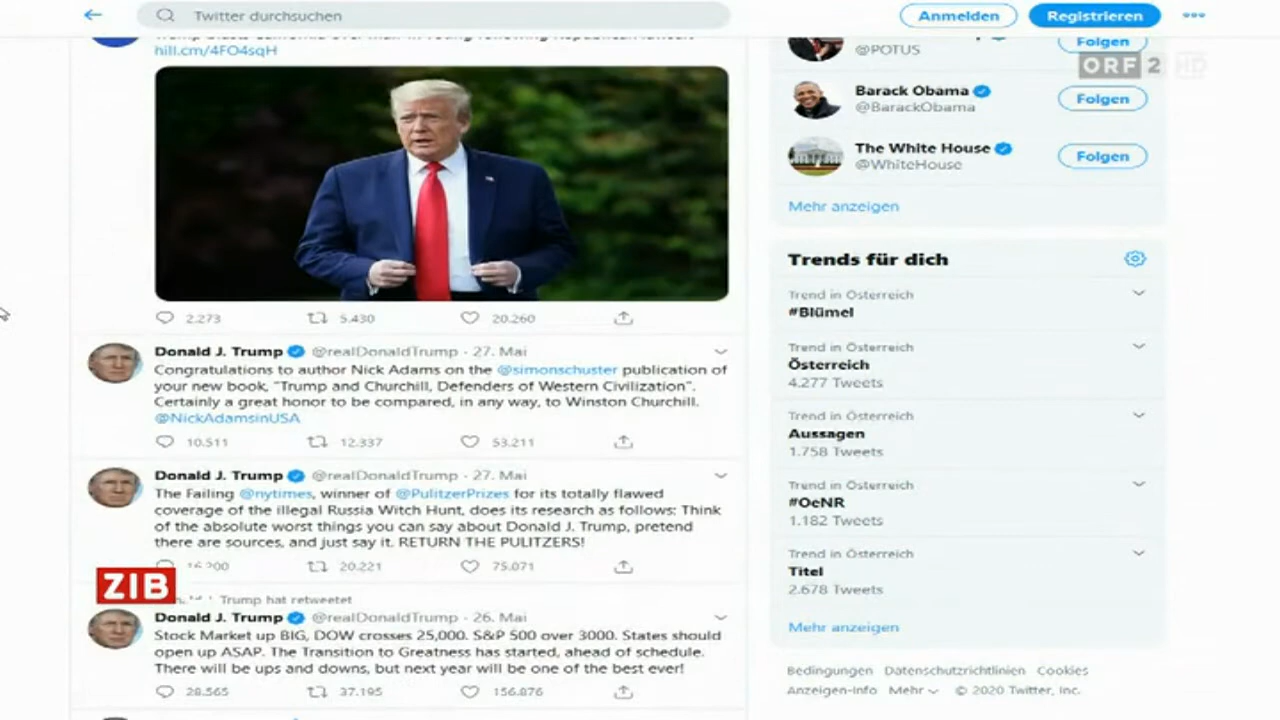 Twitter durchsuchen
Anmelden
Registrieren
hill.cm/4FO4sqH
2.273 5.430 20.260
Donald J. Trump @realDonaldTrump · 27. Mai
Congratulations to author Nick Adams on the @simonschuster publication of
your new book, "Trump and Churchill, Defenders of Western Civilization".
Certainly a great honor to be compared, in any way, to Winston Churchill.
@NickAdamsinUSA
10.511 12.337 53.211
Donald J. Trump @realDonaldTrump · 27. Mai
The Failing @nytimes, winner of @PulitzerPrizes for its totally flawed
coverage of the illegal Russia Witch Hunt, does its research as follows: Think
of the absolute worst things you can say about Donald J. Trump, pretend
there are sources, and just say it. RETURN THE PULITZERS!
20.221 75.071
ZIB
Trump hat retweetet
Donald J. Trump @realDonaldTrump · 26. Mai
Stock Market up BIG, DOW crosses 25,000. S&P 500 over 3000. States should
open up ASAP. The Transition to Greatness has started, ahead of schedule.
There will be ups and downs, but next year will be one of the best ever!
28.565 37.195 156.876
@POTUS
Folgen
ORF 2 HD
Barack Obama
@BarackObama
Folgen
The White House
@WhiteHouse
Folgen
Mehr anzeigen
Trends für dich
Trend in Österreich
#Blümel
Trend in Österreich
Österreich
4.277 Tweets
Trend in Österreich
Aussagen
1.758 Tweets
Trend in Österreich
#OeNR
1.182 Tweets
Trend in Österreich
Titel
2.678 Tweets
Mehr anzeigen
Bedingungen Datenschutzrichtlinien Cookies
Anzeigen-Info Mehr © 2020 Twitter, Inc.